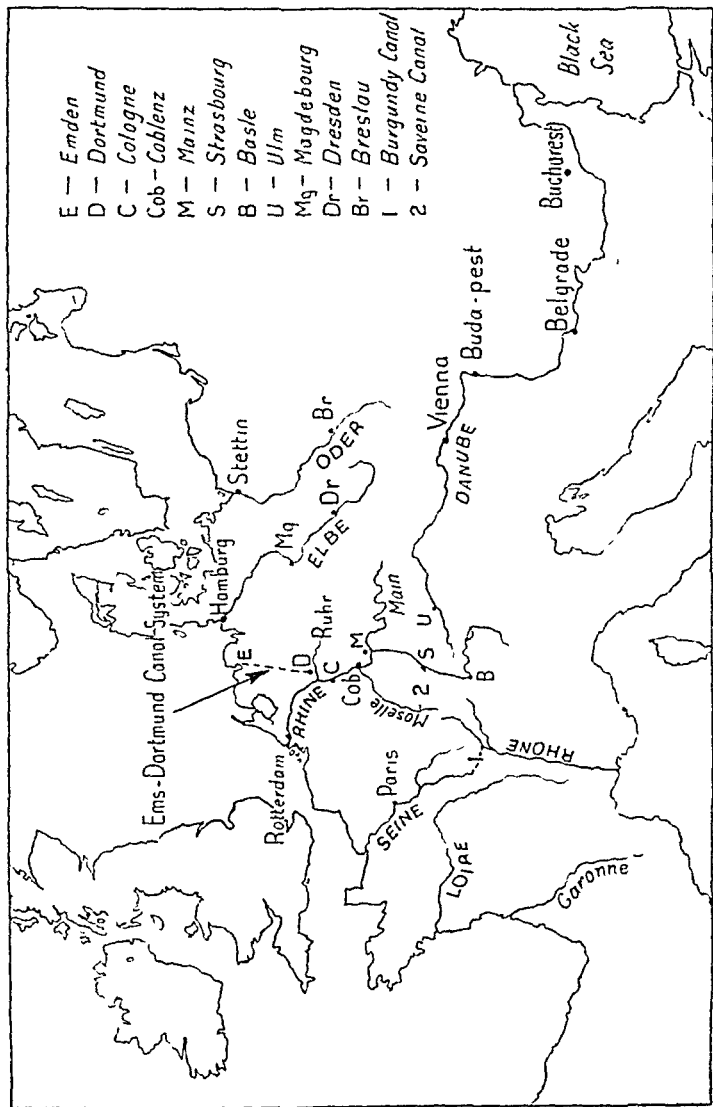 E — Emden
D — Dortmund
C — Cologne
Cob — Coblenz
M — Mainz
S — Strasbourg
B — Basle
U — Ulm
Mg — Magdebourg
Dr — Dresden
Br — Breslau
1 — Burgundy Canal
2 — Saverne Canal
Ems-Dortmund Canal System
Hamburg
Stettin
E
Mg
ELBE
Dr
ODER
Br
Rotterdam
RHINE
D
Ruhr
C
Cob
M
Main
Moselle
2
S
U
B
Paris
SEINE
1
LOIRE
RHONE
Garonne
DANUBE
Vienna
Buda-pest
Belgrade
Bucharest
Black
Sea